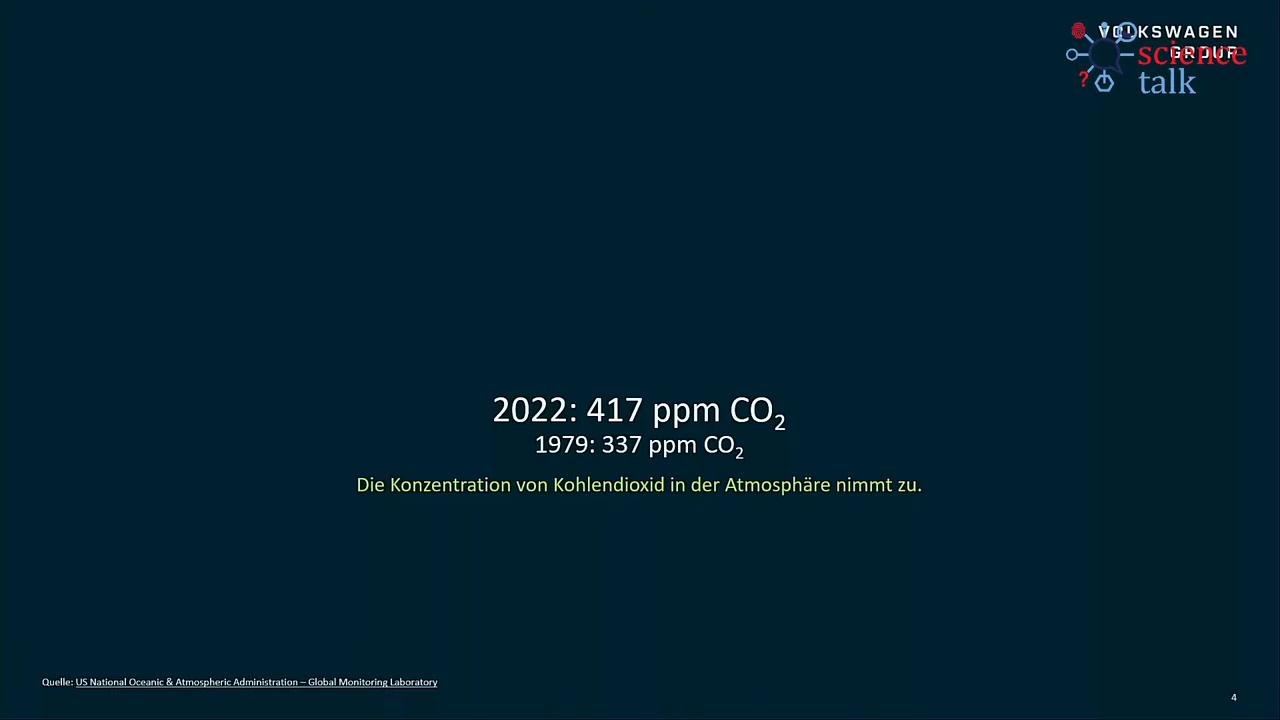 VOLKSWAGEN
GROUP
science
talk
?
2022: 417 ppm CO₂
1979: 337 ppm CO₂
Die Konzentration von Kohlendioxid in der Atmosphäre nimmt zu.
Quelle: US National Oceanic & Atmospheric Administration – Global Monitoring Laboratory
4